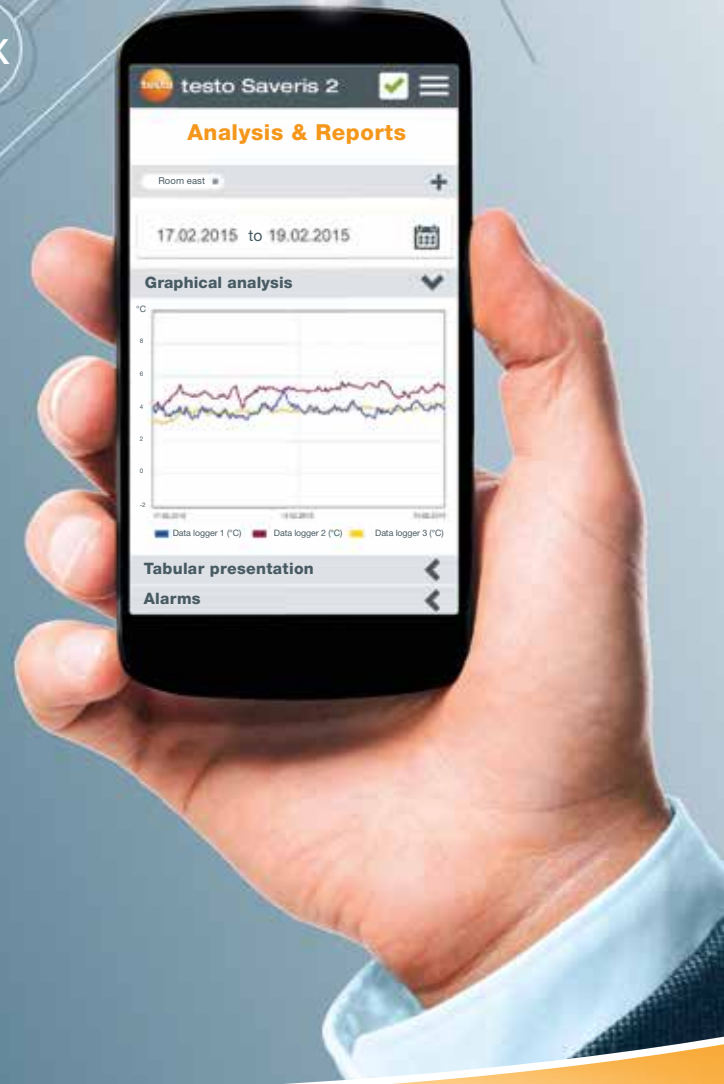 x
testo testo Saveris 2
Analysis & Reports
Room east
17.02.2015 to 19.02.2015
Graphical analysis
°C
8
6
4
2
0
-2
Data logger 1 (°C) Data logger 2 (°C) Data logger 3 (°C)
Tabular presentation
Alarms